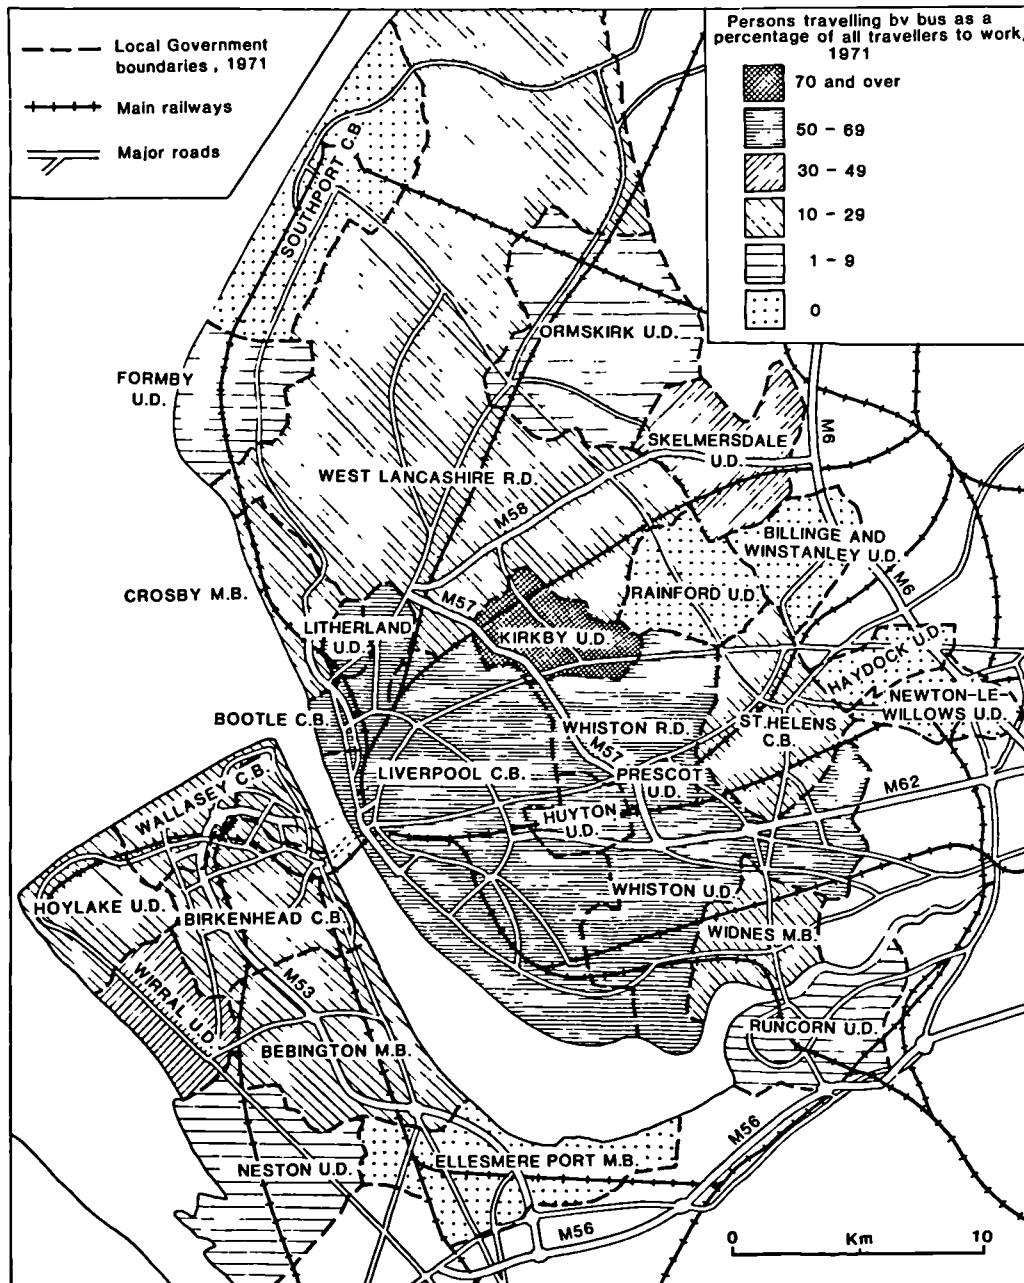 Local Government
boundaries, 1971
Main railways
Major roads
Persons travelling by bus as a
percentage of all travellers to work,
1971
70 and over
50 - 69
30 - 49
10 - 29
1 - 9
0
SOUTHPORT C.B.
ORMSKIRK U.D.
FORMBY
U.D.
SKELMERSDALE
U.D.
M6
WEST LANCASHIRE R.D.
M58
BILLINGE AND
WINSTANLEY U.D.
M6
CROSBY M.B.
M57
RAINFORD U.D.
LITHERLAND
U.D.
KIRKBY U.D.
HAYDOCK U.D.
NEWTON-LE-
WILLOWS U.D.
BOOTLE C.B.
WHISTON R.D.
ST. HELENS
C.B.
M57
LIVERPOOL C.B.
PRESCOT
U.D.
M62
WALLASEY C.B.
HUYTON
U.D.
WHISTON U.D.
HOYLAKE U.D.
BIRKENHEAD C.B.
WIDNES M.B.
WIRRAL U.D.
M53
RUNCORN U.D.
BEBINGTON M.B.
M56
NESTON U.D.
ELLESMERE PORT M.B.
M56
0 Km 10